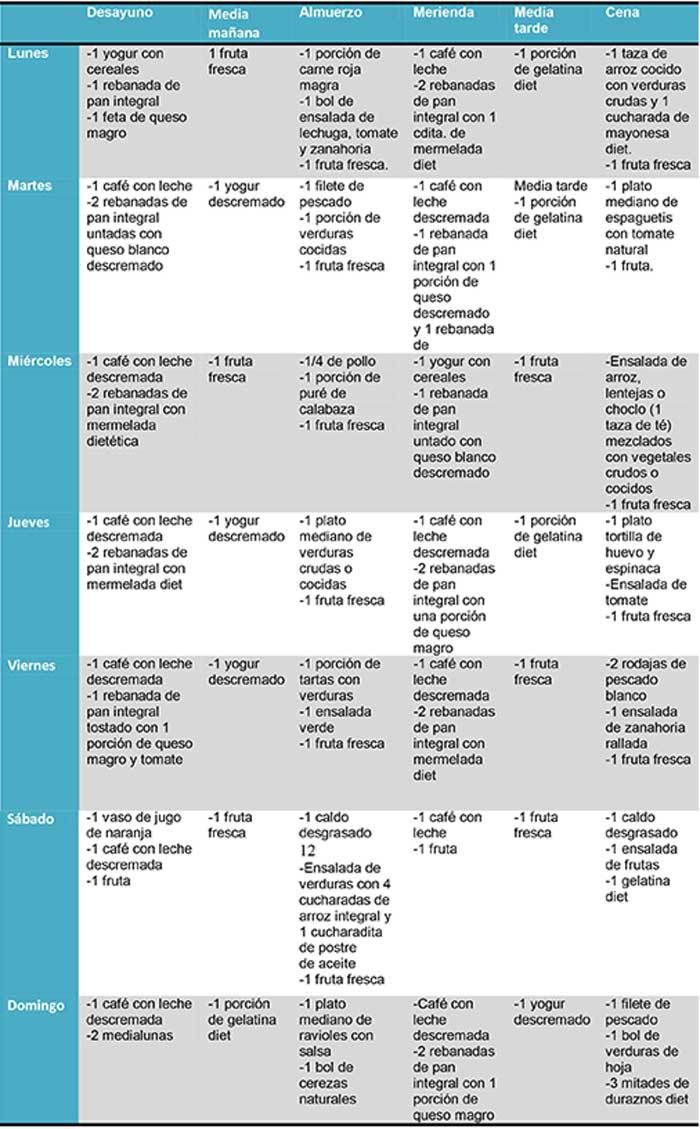 Desayuno
Media
mañana
Almuerzo
Merienda
Media
tarde
Cena
Lunes
-1 yogur con
cereales
-1 rebanada de
pan integral
-1 feta de queso
magro
1 fruta
fresca
-1 porción de
carne roja
magra
-1 bol de
ensalada de
lechuga, tomate
y zanahoria
-1 fruta fresca.
-1 café con
leche
-2 rebanadas
de pan
integral con 1
cdita. de
mermelada
diet
-1 porción
de gelatina
diet
-1 taza de
arroz cocido
con verduras
crudas y 1
cucharada de
mayonesa
diet.
-1 fruta fresca
Martes
-1 café con leche
-2 rebanadas de
pan integral
untadas con
queso blanco
descremado
-1 yogur
descremado
-1 filete de
pescado
-1 porción de
verduras
cocidas
-1 fruta fresca
-1 café con
leche
descremada
-1 rebanada
de pan
integral con 1
porción de
queso
descremado
y 1 rebanada
de
Media tarde
-1 porción
de gelatina
diet
-1 plato
mediano de
espaguetis
con tomate
natural
-1 fruta.
Miércoles
-1 café con leche
descremada
-2 rebanadas de
pan integral con
mermelada
dietética
-1 fruta
fresca
-1/4 de pollo
-1 porción de
puré de
calabaza
-1 fruta fresca
-1 yogur con
cereales
-1 rebanada
de pan
integral
untado con
queso blanco
descremado
-1 fruta
fresca
-Ensalada de
arroz,
lentejas o
choclo (1
taza de té)
mezclados
con vegetales
crudos o
cocidos
-1 fruta fresca
Jueves
-1 café con leche
descremada
-2 rebanadas de
pan integral con
mermelada diet
-1 yogur
descremado
-1 plato
mediano de
verduras
crudas o
cocidas
-1 fruta fresca
-1 café con
leche
descremada
-2 rebanadas
de pan
integral con
una porción
de queso
magro
-1 porción
de gelatina
diet
-1 plato
tortilla de
huevo y
espinaca
-Ensalada de
tomate
-1 fruta fresca
Viernes
-1 café con leche
descremada
-1 rebanada de
pan integral
tostado con 1
porción de queso
magro y tomate
-1 yogur
descremado
-1 porción de
tartas con
verduras
-1 ensalada
verde
-1 fruta fresca
-1 café con
leche
descremada
-2 rebanadas
de pan
integral con
mermelada
diet
-1 fruta
fresca
-2 rodajas de
pescado
blanco
-1 ensalada
de zanahoria
rallada
-1 fruta fresca
Sábado
-1 vaso de jugo
de naranja
-1 café con leche
descremada
-1 fruta
-1 fruta
fresca
-1 caldo
desgrasado
12
-Ensalada de
verduras con 4
cucharadas de
arroz integral y
1 cucharadita
de postre
de aceite
-1 fruta fresca
-1 café con
leche
-1 fruta
-1 fruta
fresca
-1 caldo
desgrasado
-1 ensalada
de frutas
-1 gelatina
diet
Domingo
-1 café con leche
descremada
-2 medialunas
-1 porción
de gelatina
diet
-1 plato
mediano de
ravioles con
salsa
-1 bol de
cerezas
naturales
-Café con
leche
descremada
-2 rebanadas
de pan
integral con 1
porción de
queso magro
-1 yogur
descremado
-1 filete de
pescado
-1 bol de
verduras de
hoja
-3 mitades de
duraznos diet